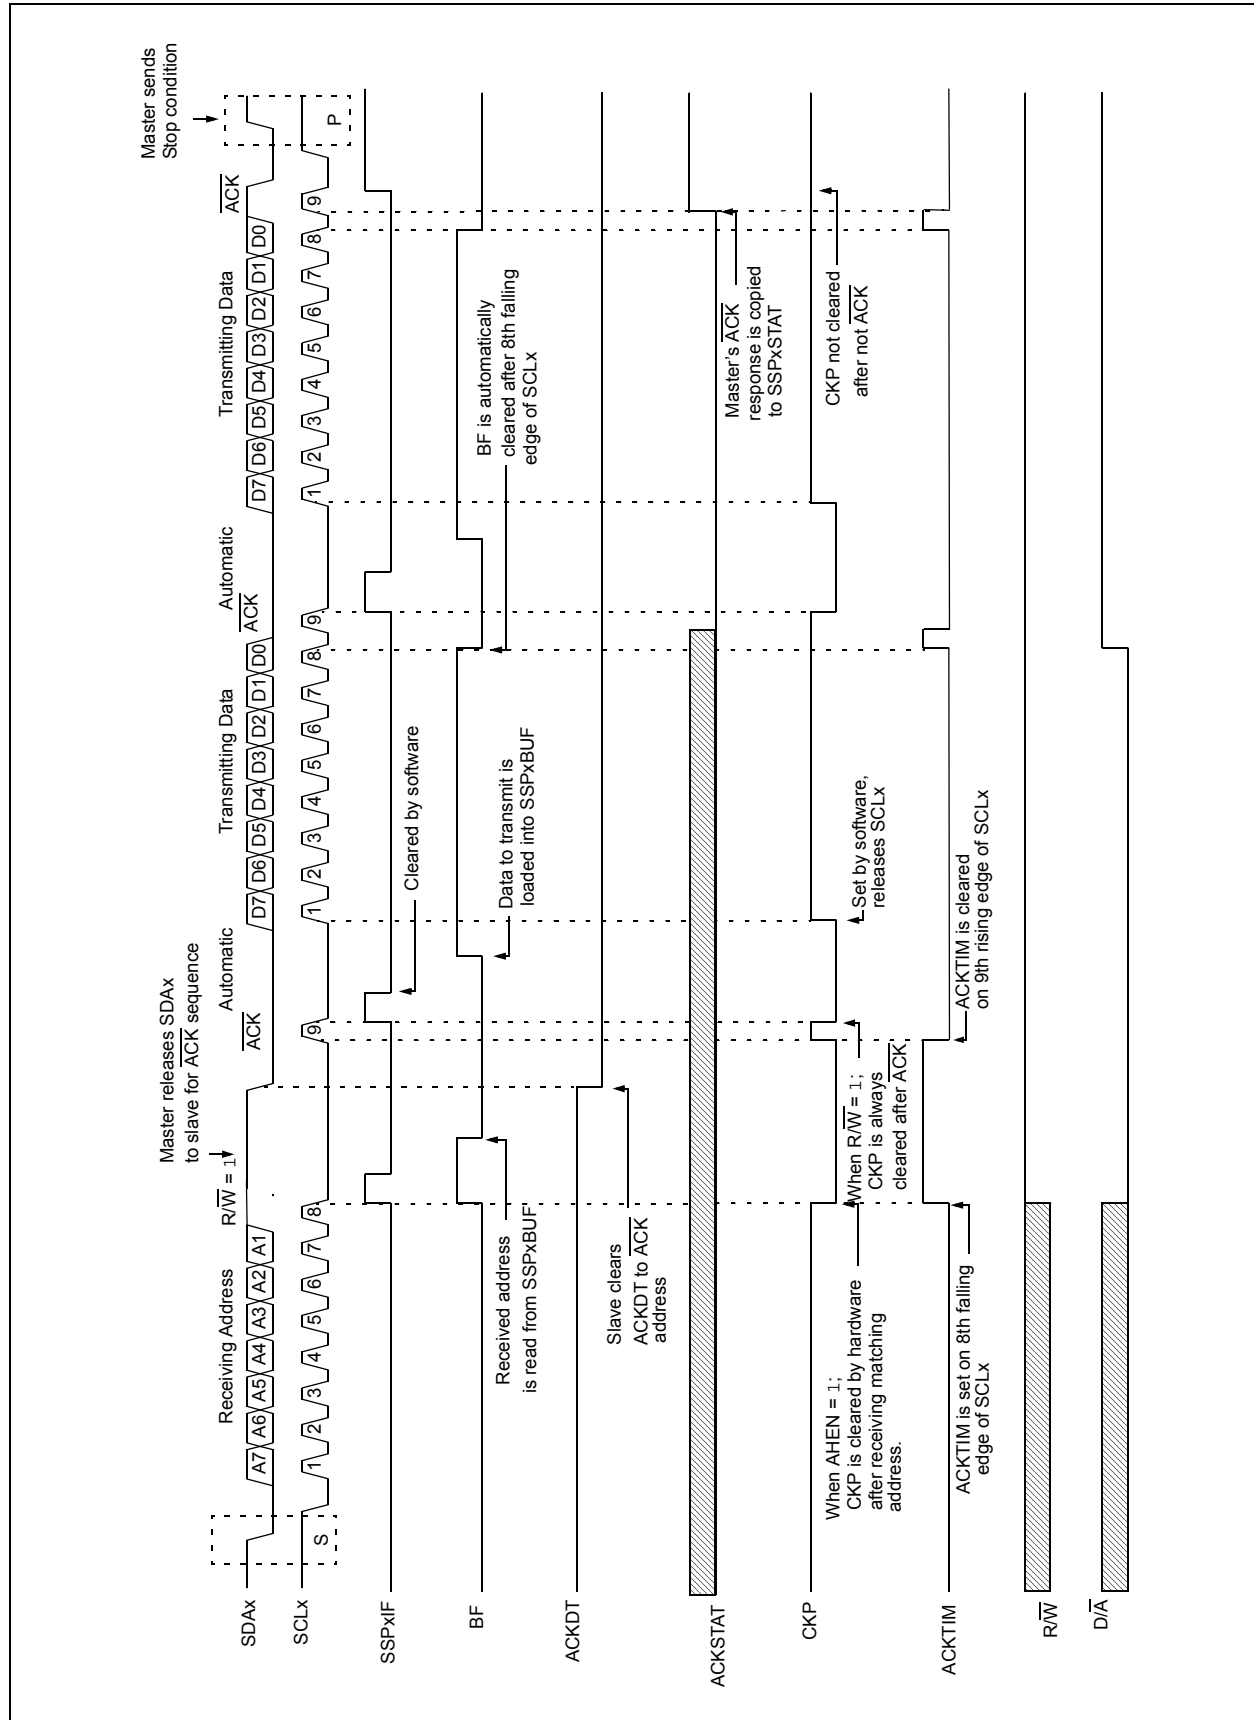 Master releases SDAx
to slave for ACK sequence
Master sends
Stop condition
Receiving Address
R/W = 1
Automatic
ACK
Transmitting Data
Automatic
ACK
Transmitting Data
ACK
SDAx
A7 A6 A5 A4 A3 A2 A1
D7 D6 D5 D4 D3 D2 D1 D0
D7 D6 D5 D4 D3 D2 D1 D0
SCLx
S
1 2 3 4 5 6 7 8 9
1 2 3 4 5 6 7 8 9
1 2 3 4 5 6 7 8 9
P
SSPxIF
Cleared by software
BF
Received address
is read from SSPxBUF
Data to transmit is
loaded into SSPxBUF
BF is automatically
cleared after 8th falling
edge of SCLx
ACKDT
Slave clears
ACKDT to ACK
address
ACKSTAT
Master's ACK
response is copied
to SSPxSTAT
CKP
When AHEN = 1;
CKP is cleared by hardware
after receiving matching
address.
When R/W = 1;
CKP is always
cleared after ACK
Set by software,
releases SCLx
CKP not cleared
after not ACK
ACKTIM
ACKTIM is set on 8th falling
edge of SCLx
ACKTIM is cleared
on 9th rising edge of SCLx
R/W
D/A